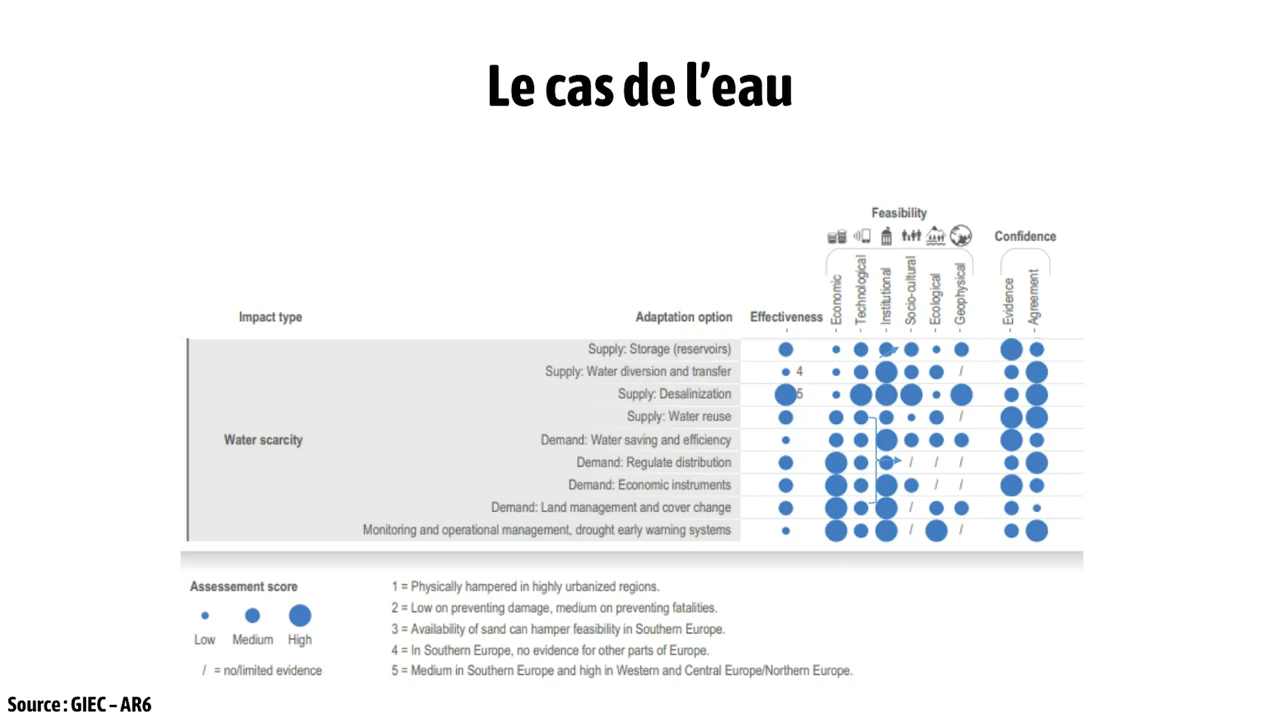 Le cas de l'eau
Feasibility
Confidence
Impact type
Adaptation option
Effectiveness
Economic
Technological
Institutional
Socio-cultural
Ecological
Geophysical
Evidence
Agreement
Water scarcity
Supply: Storage (reservoirs)
Supply: Water diversion and transfer
4
/
Supply: Desalinization
5
Supply: Water reuse
/
Demand: Water saving and efficiency
Demand: Regulate distribution
/ / /
Demand: Economic instruments
/ /
Demand: Land management and cover change
/
Monitoring and operational management, drought early warning systems
/ /
Assessement score
Low Medium High
/ = no/limited evidence
1 = Physically hampered in highly urbanized regions.
2 = Low on preventing damage, medium on preventing fatalities.
3 = Availability of sand can hamper feasibility in Southern Europe.
4 = In Southern Europe, no evidence for other parts of Europe.
5 = Medium in Southern Europe and high in Western and Central Europe/Northern Europe.
Source : GIEC – AR6